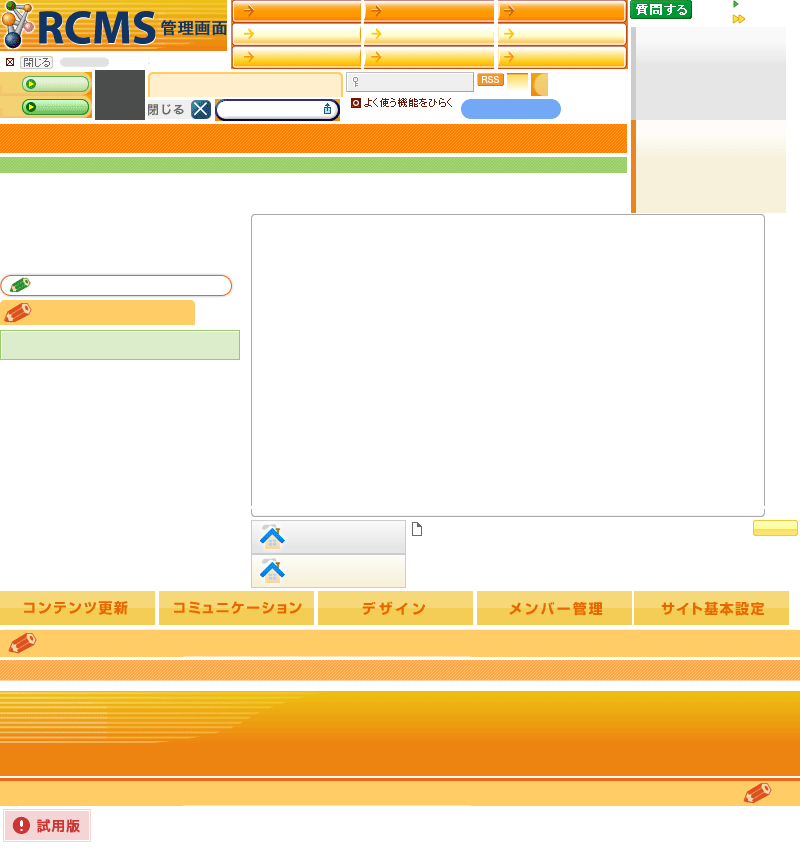 RCMS 管理画面
質問する
閉じる
RSS
閉じる
よく使う機能をひらく
コンテンツ更新
コミュニケーション
デザイン
メンバー管理
サイト基本設定
試用版